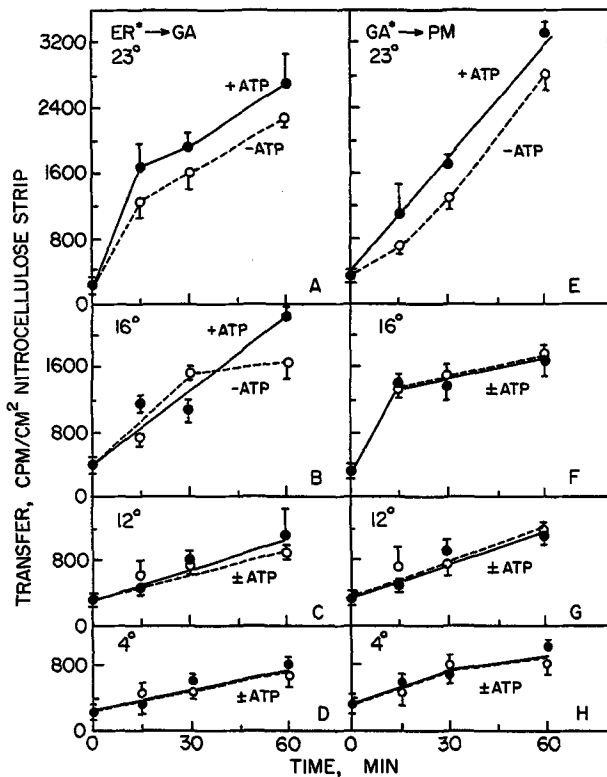 ER* → GA
23°
+ATP
-ATP
A
GA* → PM
23°
+ATP
-ATP
E
3200
2400
1600
800
0
16°
+ATP
-ATP
B
16°
±ATP
F
1600
800
0
12°
±ATP
C
12°
±ATP
G
800
0
4°
±ATP
D
4°
±ATP
H
800
0
0 30 60
0 30 60
TRANSFER, CPM/CM² NITROCELLULOSE STRIP
TIME, MIN